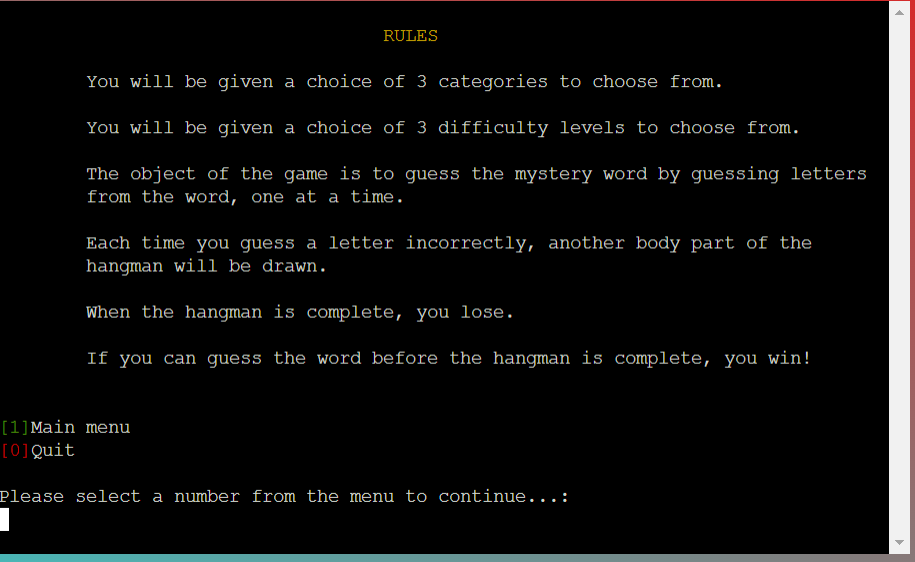 RULES
You will be given a choice of 3 categories to choose from.
You will be given a choice of 3 difficulty levels to choose from.
The object of the game is to guess the mystery word by guessing letters
from the word, one at a time.
Each time you guess a letter incorrectly, another body part of the
hangman will be drawn.
When the hangman is complete, you lose.
If you can guess the word before the hangman is complete, you win!
[1]Main menu
[0]Quit
Please select a number from the menu to continue...: